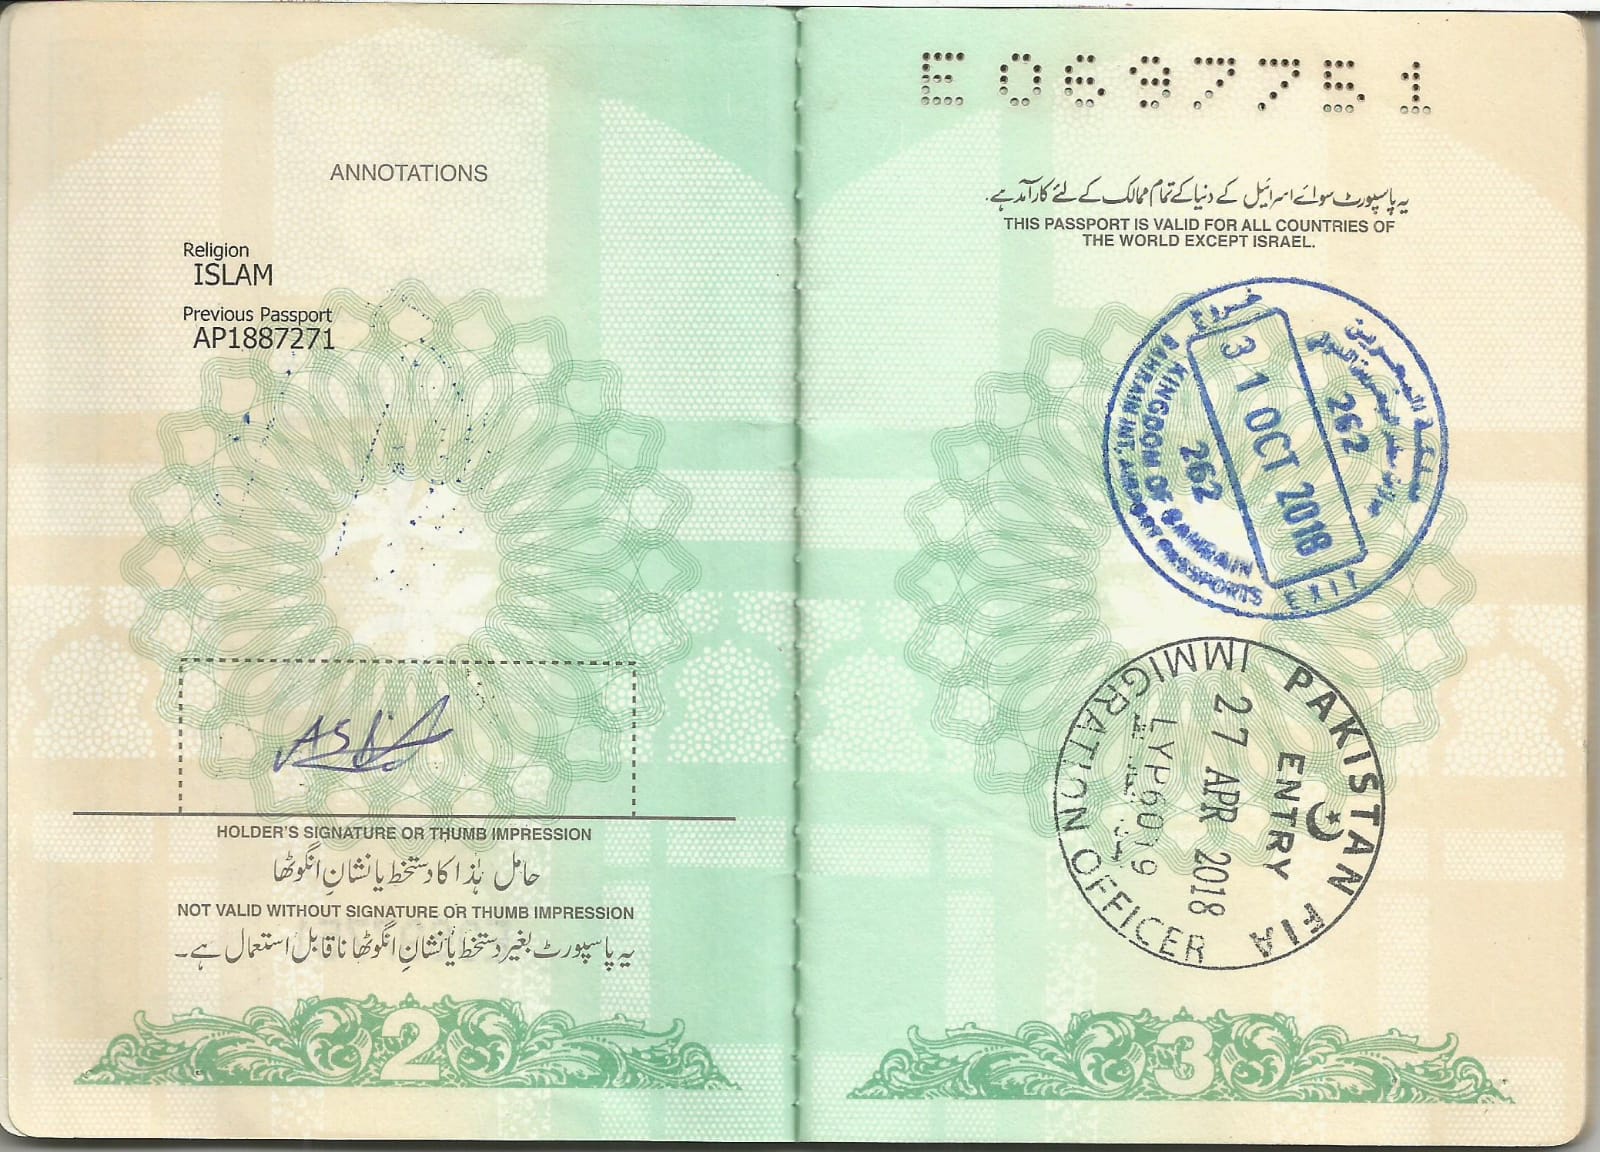 ANNOTATIONS
Religion
ISLAM
Previous Passport
AP1887271
HOLDER'S SIGNATURE OR THUMB IMPRESSION
حامل ہٰذا کا دستخط یا نشانِ انگوٹھا
NOT VALID WITHOUT SIGNATURE OR THUMB IMPRESSION
یہ پاسپورٹ بغیر دستخط یا نشانِ انگوٹھا ناقابل استعمال ہے۔
2
E0697751
یہ پاسپورٹ سوائے اسرائیل کے دنیا کے تمام ممالک کے لئے کارآمد ہے۔
THIS PASSPORT IS VALID FOR ALL COUNTRIES OF
THE WORLD EXCEPT ISRAEL.
خروج
مملكة البحرين
262
31 OCT 2018
262
KINGDOM OF BAHRAIN
BAHRAIN INT. AIRPORT PASSPORTS
EXIT
PAKISTAN FIA
ENTRY
27 APR 2018
LYP6019
IMMIGRATION OFFICER
3